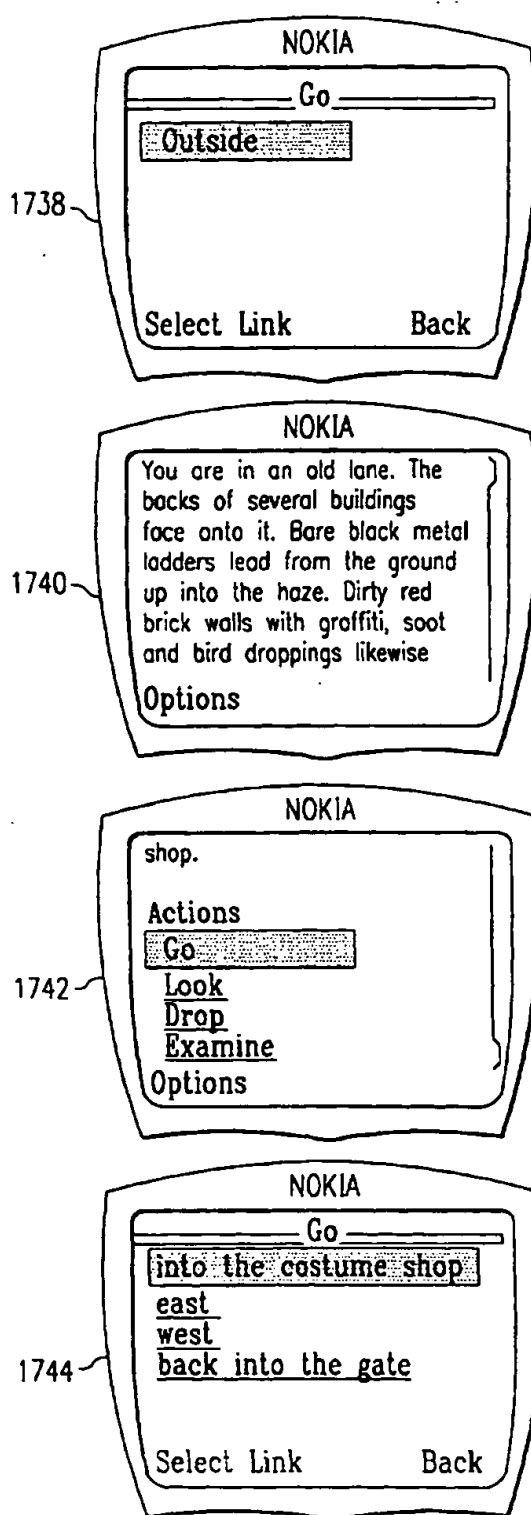 NOKIA
Go
Outside
1738
Select Link Back
NOKIA
You are in an old lane. The
backs of several buildings
face onto it. Bare black metal
ladders lead from the ground
1740
up into the haze. Dirty red
brick walls with graffiti, soot
and bird droppings likewise
Options
NOKIA
shop.
Actions
Go
1742
Look
Drop
Examine
Options
NOKIA
Go
into the costume shop
east
west
1744
back into the gate
Select Link Back